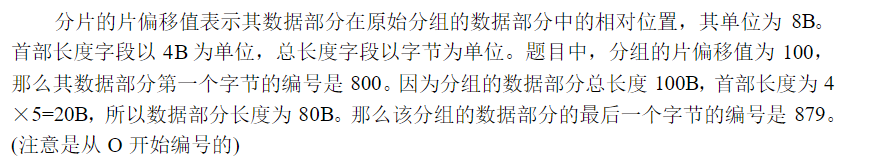 分片的片偏移值表示其数据部分在原始分组的数据部分中的相对位置，其单位为 8B。
首部长度字段以 4B 为单位，总长度字段以字节为单位。题目中，分组的片偏移值为 100，
那么其数据部分第一个字节的编号是 800。因为分组的数据部分总长度 100B，首部长度为 4
×5=20B，所以数据部分长度为 80B。那么该分组的数据部分的最后一个字节的编号是 879。
(注意是从 O 开始编号的)